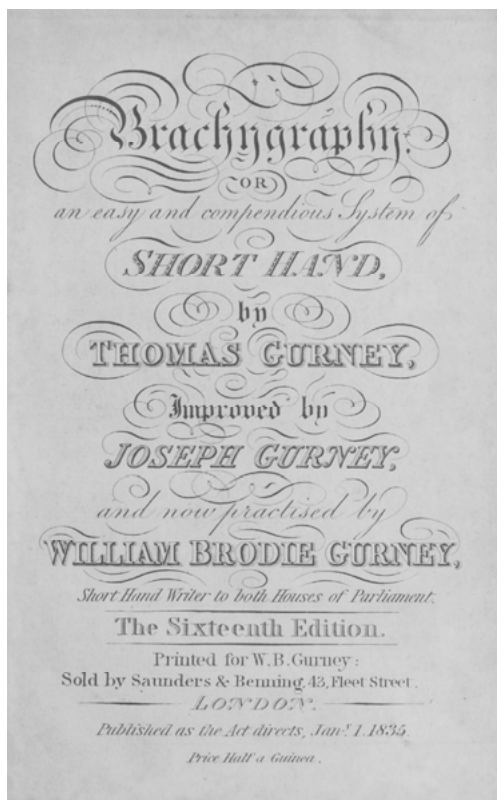 Brachygraphy:
OR
an easy and compendious System of
SHORT HAND,
by
THOMAS GURNEY,
Improved by
JOSEPH GURNEY,
and now practised by
WILLIAM BRODIE GURNEY,
Short Hand Writer to both Houses of Parliament.
The Sixteenth Edition.
Printed for W.B. Gurney:
Sold by Saunders & Benning, 43, Fleet Street.
LONDON.
Published as the Act directs, Jany. 1. 1835.
Price Half a Guinea.